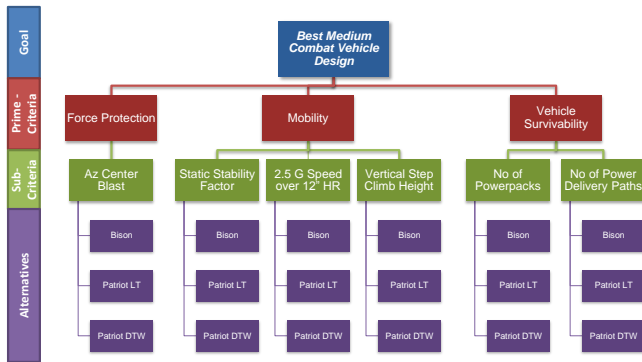 Goal
Best Medium
Combat Vehicle
Design
Prime -
Criteria
Force Protection
Mobility
Vehicle
Survivability
Sub-
Criteria
Az Center
Blast
Static Stability
Factor
2.5 G Speed
over 12" HR
Vertical Step
Climb Height
No of
Powerpacks
No of Power
Delivery Paths
Alternatives
Bison
Bison
Bison
Bison
Bison
Bison
Patriot LT
Patriot LT
Patriot LT
Patriot LT
Patriot LT
Patriot LT
Patriot DTW
Patriot DTW
Patriot DTW
Patriot DTW
Patriot DTW
Patriot DTW